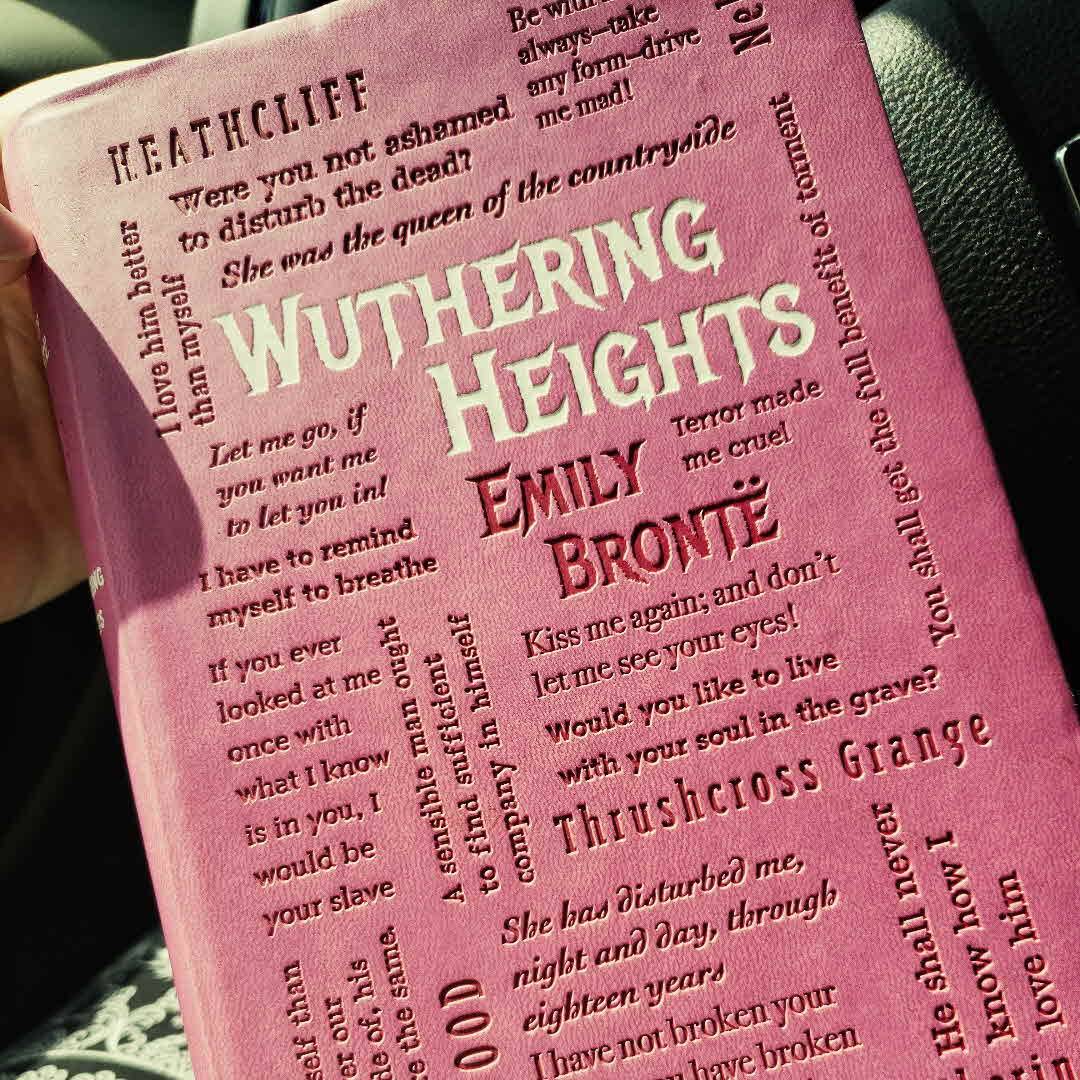 HEATHCLIFF
Be with
always—take
any form—drive
me mad!
Were you not ashamed
to disturb the dead?
She was the queen of the countryside
I love him better
than myself
WUTHERING
HEIGHTS
You shall get the full benefit of torment
Let me go, if
you want me
to let you in!
Terror made
me cruel
EMILY
BRONTË
I have to remind
myself to breathe
Kiss me again; and don't
let me see your eyes!
If you ever
looked at me
once with
what I know
is in you, I
would be
your slave
A sensible man ought
to find sufficient
company in himself
Would you like to live
with your soul in the grave?
Thrushcross Grange
She has disturbed me,
night and day, through
eighteen years
He shall never
know how I
love him
I have not broken your
have broken
than
our
his
the same.